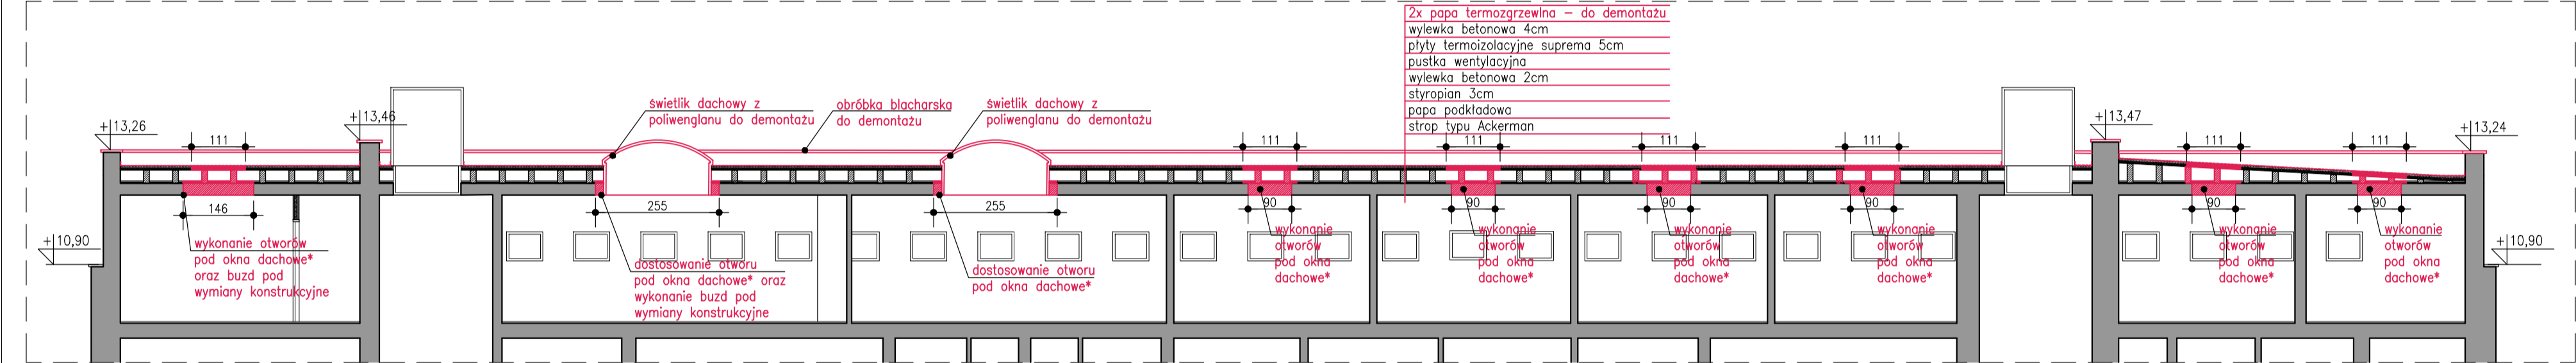 2x papa termozgrzewlna – do demontażu
wylewka betonowa 4cm
płyty termoizolacyjne suprema 5cm
pustka wentylacyjna
wylewka betonowa 2cm
styropian 3cm
papa podkładowa
strop typu Ackerman
świetlik dachowy z
poliwenglanu do demontażu
obróbka blacharska
do demontażu
świetlik dachowy z
poliwenglanu do demontażu
+13,26
+13,46
+13,47
+13,24
111
111
111
111
111
111
111
146
255
255
90
90
90
90
90
90
+10,90
+10,90
wykonanie otworów
pod okna dachowe*
oraz buzd pod
wymiany konstrukcyjne
dostosowanie otworu
pod okna dachowe* oraz
wykonanie buzd pod
wymiany konstrukcyjne
dostosowanie otworu
pod okna dachowe*
wykonanie
otworów
pod okna
dachowe*
wykonanie
otworów
pod okna
dachowe*
wykonanie
otworów
pod okna
dachowe*
wykonanie
otworów
pod okna
dachowe*
wykonanie
otworów
pod okna
dachowe*
wykonanie
otworów
pod okna
dachowe*